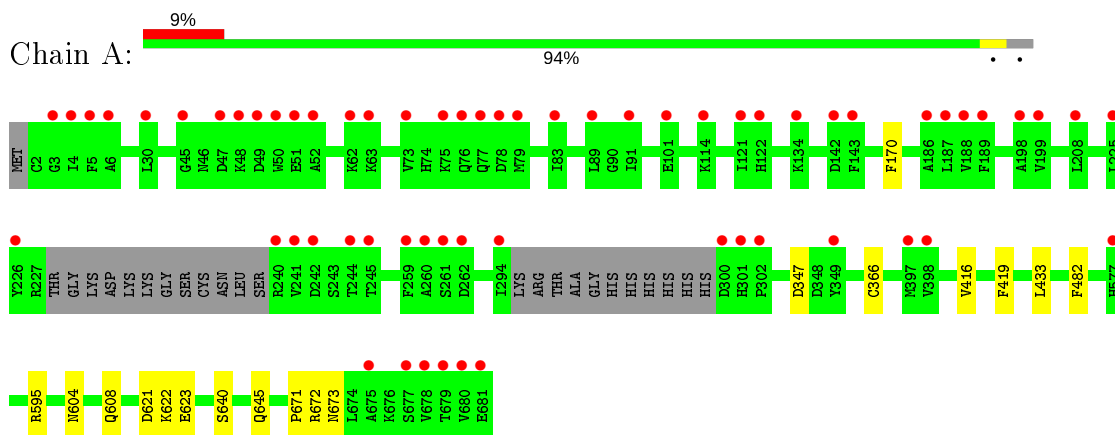 Chain A:
9%
94%
MET C2 G3 I4 F5 A6 L30 G45 N46 D47 K48 D49 W50 E51 A52 K62 K63 V73 H74 K75 Q76 Q77 D78 M79 I83 L89 G90 I91 E101 K114 I121 H122 K134 D142 F143 F170 A186 L187 V188 F189 A198 V199 L208
Y226 R227 THR GLY LYS ASP LYS LYS GLY SER CYS ASN LEU SER R240 V241 D242 S243 T244 T245 F259 A260 S261 D262 I294 LYS ARG THR ALA GLY HIS HIS HIS HIS HIS HIS HIS D300 H301 P302 D347 D348 Y349 C366 M397 V398 V416 F419 L433 F482 H577
R595 N604 Q608 D621 K622 E623 S640 Q645 P671 R672 N673 L674 A675 K676 S677 V678 T679 V680 E681